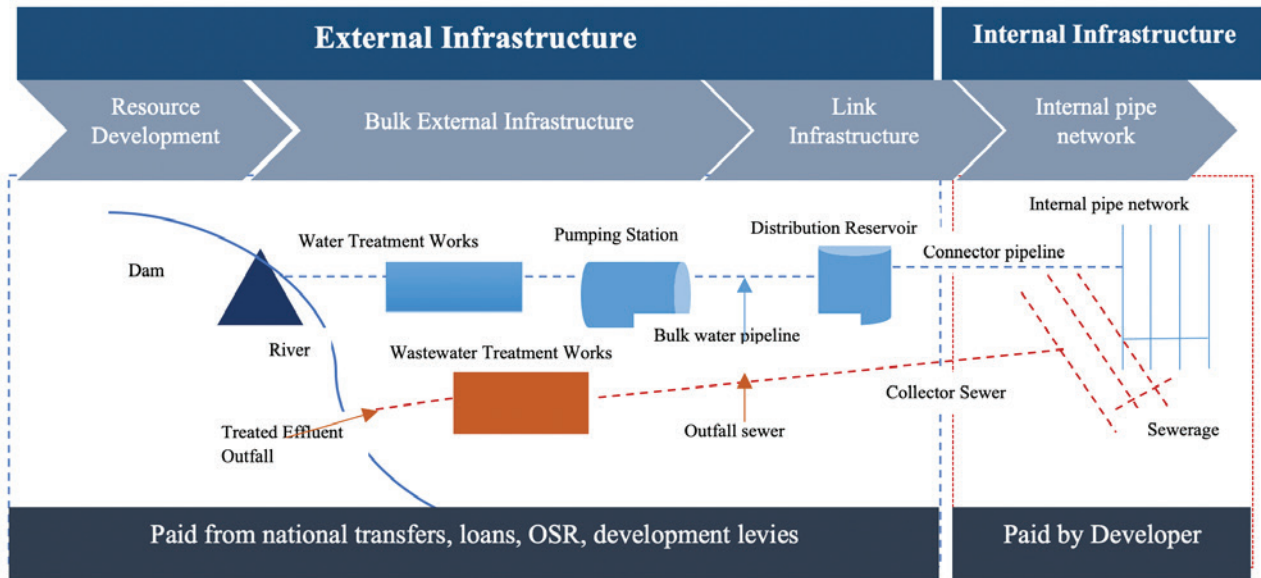 External Infrastructure
Internal Infrastructure
Resource
Development
Bulk External Infrastructure
Link
Infrastructure
Internal pipe
network
Internal pipe network
Distribution Reservoir
Pumping Station
Water Treatment Works
Connector pipeline
Dam
Bulk water pipeline
River
Wastewater Treatment Works
Collector Sewer
Treated Effluent
Outfall
Outfall sewer
Sewerage
Paid from national transfers, loans, OSR, development levies
Paid by Developer